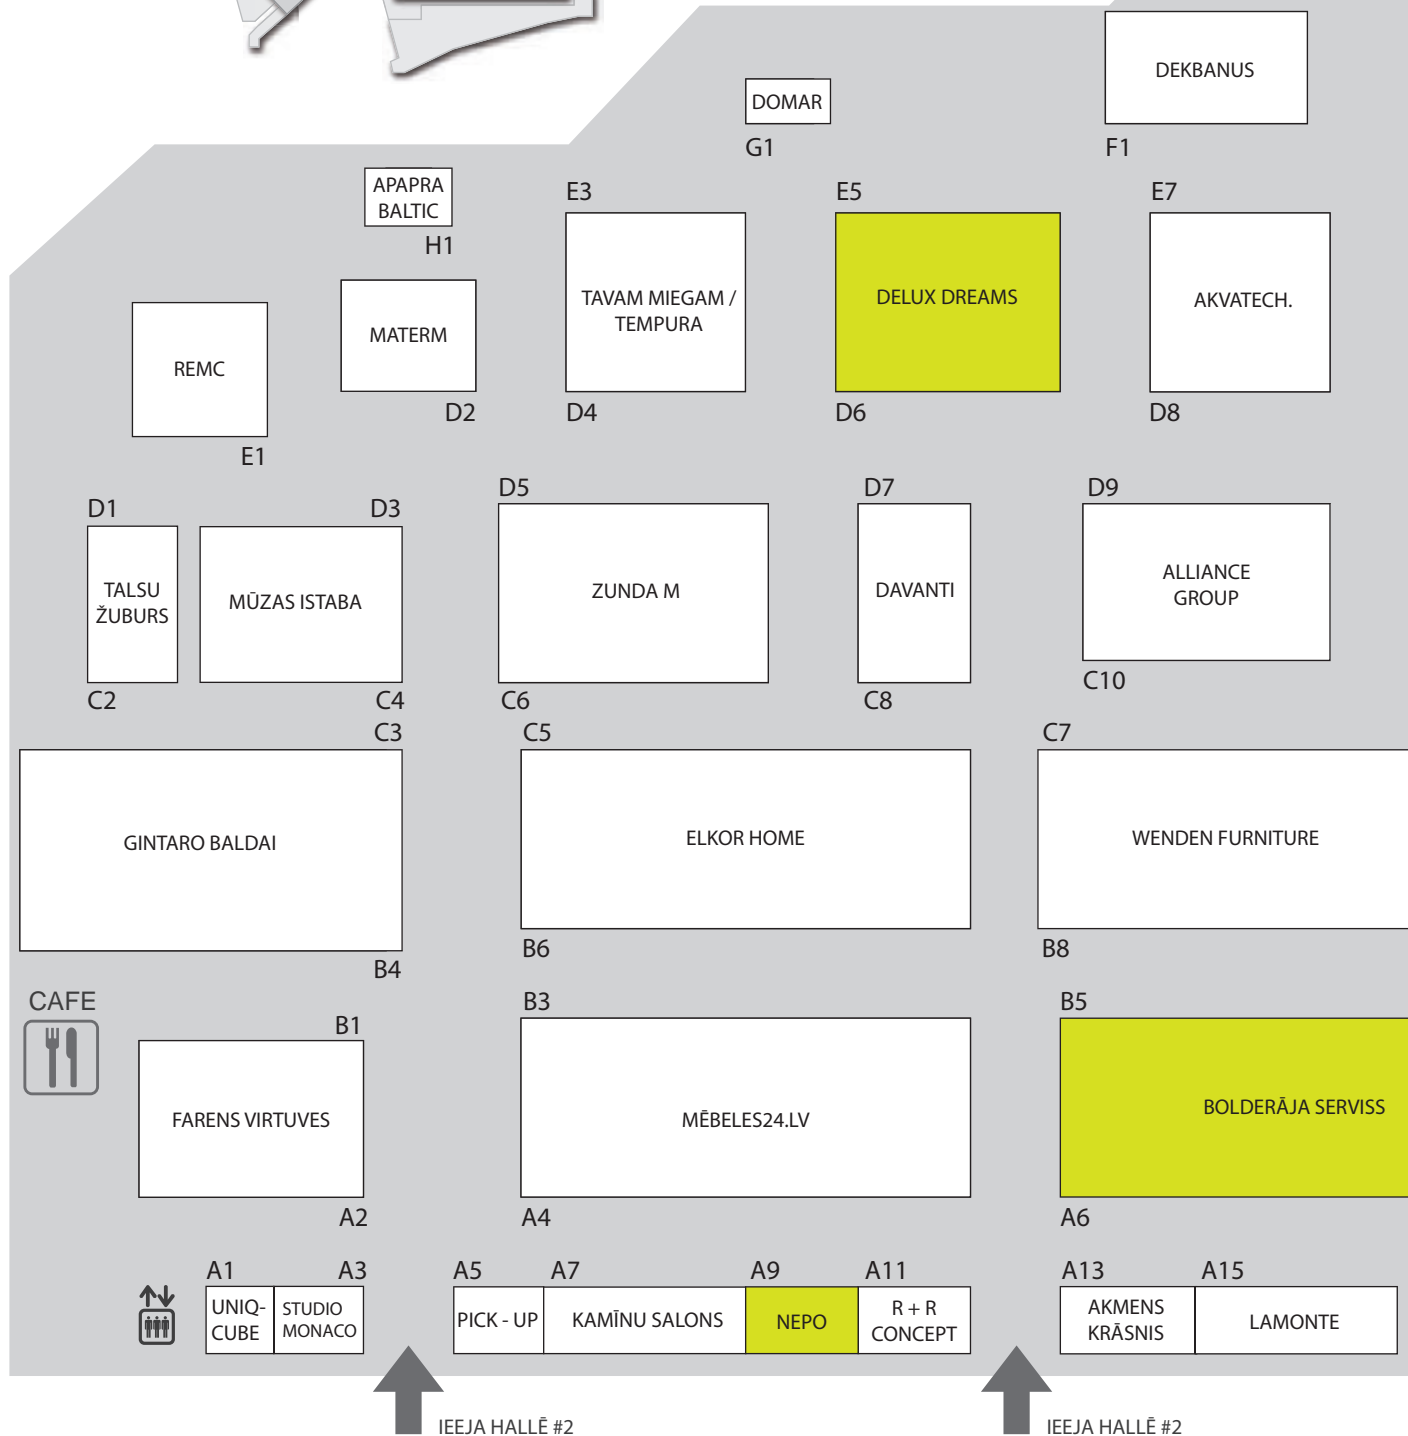 DEKBANUS
DOMAR
G1
F1
APAPRA
BALTIC
H1
E3
E5
E7
TAVAM MIEGAM /
TEMPURA
DELUX DREAMS
AKVATECH.
MATERM
REMC
D2
D4
D6
D8
E1
D1
D3
D5
D7
D9
TALSU
ŽUBURS
MŪZAS ISTABA
ZUNDA M
DAVANTI
ALLIANCE
GROUP
C2
C4
C6
C8
C10
C3
C5
C7
GINTARO BALDAI
ELKOR HOME
WENDEN FURNITURE
B4
B6
B8
CAFE
B1
B3
B5
FARENS VIRTUVES
MĒBELES24.LV
BOLDERĀJA SERVISS
A2
A4
A6
A1
A3
A5
A7
A9
A11
A13
A15
UNIQ-
CUBE
STUDIO
MONACO
PICK - UP
KAMĪNU SALONS
NEPO
R + R
CONCEPT
AKMENS
KRĀSNIS
LAMONTE
IEEJA HALLĒ #2
IEEJA HALLĒ #2